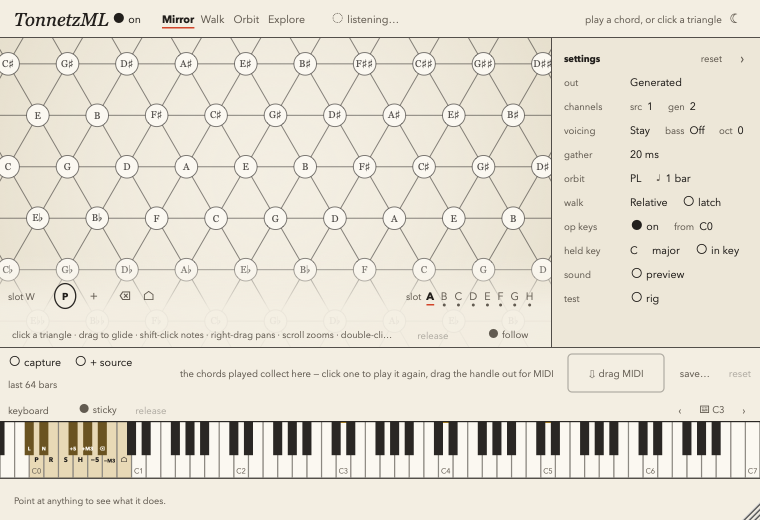 TonnetzML on Mirror Walk Orbit Explore listening... play a chord, or click a triangle
C♯ G♯ D♯ A♯ E♯ B♯ F♯♯ C♯♯ G♯♯ D♯♯
E B F♯ C♯ G♯ D♯ A♯ E♯ B♯
C G D A E B F♯ C♯ G♯ D♯
E♭ B♭ F C G D A E B
C♭ G♭ D♭ A♭ E♭ B♭ F C G D
slot W P + slot A B C D E F G H
click a triangle · drag to glide · shift-click notes · right-drag pans · scroll zooms · double-cli... release follow
settings reset ›
out Generated
channels src 1 gen 2
voicing Stay bass Off oct 0
gather 20 ms
orbit PL ♩ 1 bar
walk Relative latch
op keys on from C0
held key C major in key
sound preview
test rig
capture + source
last 64 bars
the chords played collect here – click one to play it again, drag the handle out for MIDI
⇩ drag MIDI save... reset
keyboard sticky release ‹ C3 ›
L N +5 +M3
P R S H −5 −M3
C0 C1 C2 C3 C4 C5 C6 C7
Point at anything to see what it does.